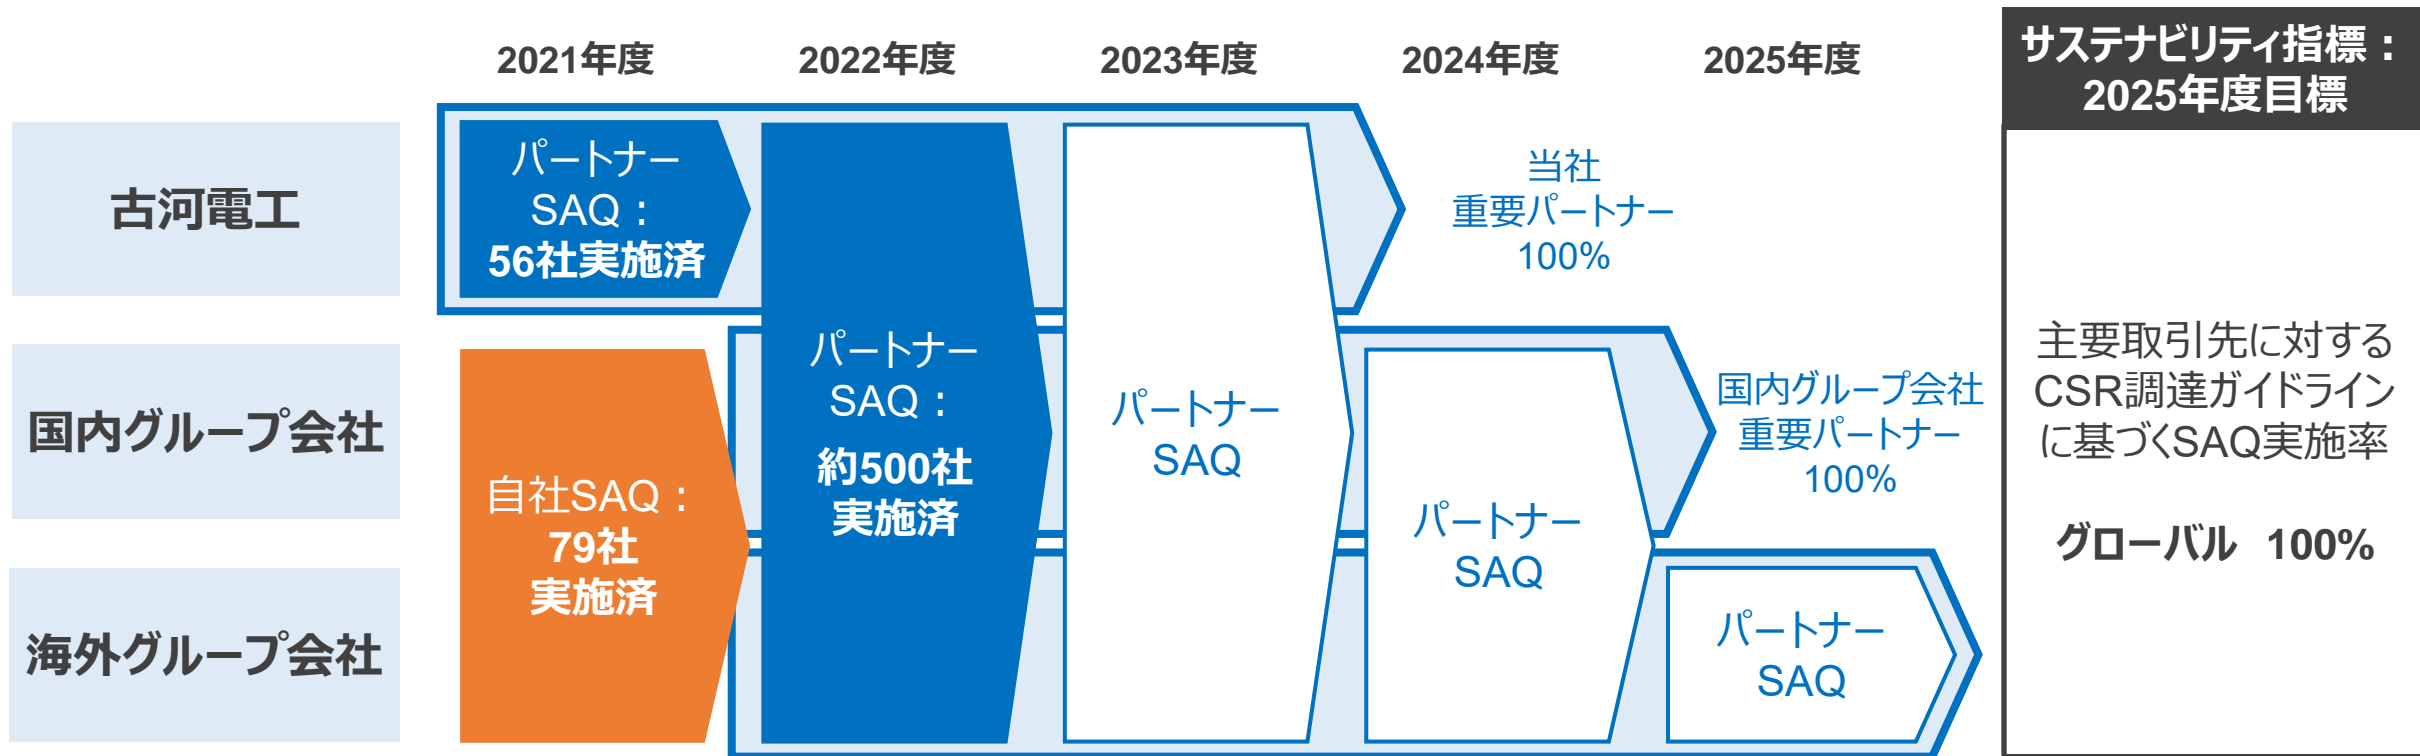 2021年度
2022年度
2023年度
2024年度
2025年度
サステナビリティ指標：
2025年度目標
古河電工
パートナー
SAQ：
56社実施済
当社
重要パートナー
100%
国内グループ会社
自社SAQ：
79社
実施済
パートナー
SAQ：
約500社
実施済
パートナー
SAQ
パートナー
SAQ
国内グループ会社
重要パートナー
100%
海外グループ会社
パートナー
SAQ
主要取引先に対する
CSR調達ガイドライン
に基づくSAQ実施率
グローバル 100%